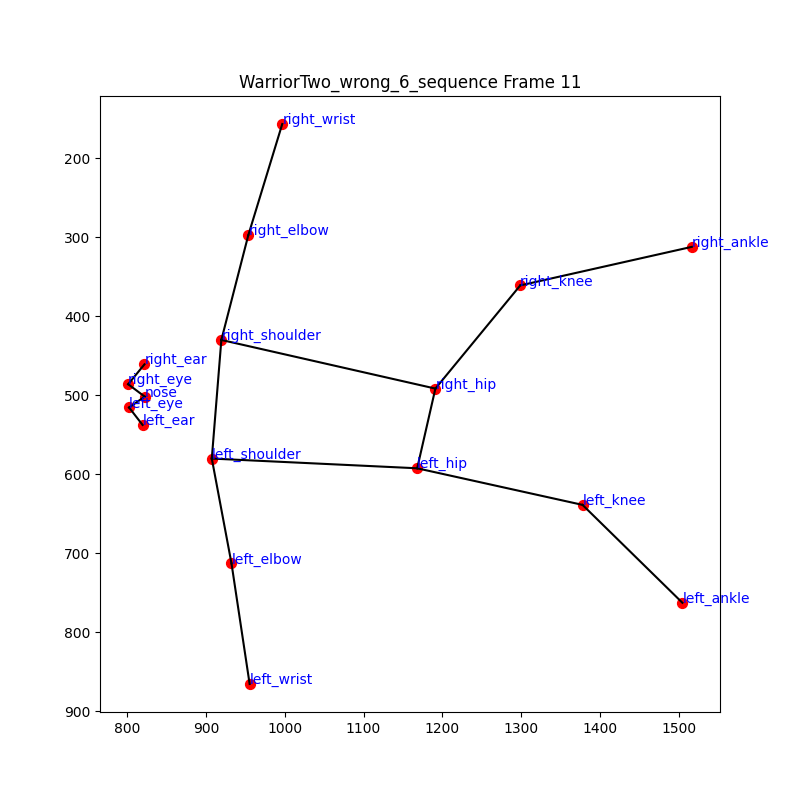 WarriorTwo_wrong_6_sequence Frame 11
right_wrist
200
right_elbow
right_ankle
300
right_knee
400
right_shoulder
right_ear
right_eye
right_hip
nose
500
left_eye
left_ear
left_shoulder
left_hip
600
left_knee
700
left_elbow
left_ankle
800
left_wrist
900
800 900 1000 1100 1200 1300 1400 1500